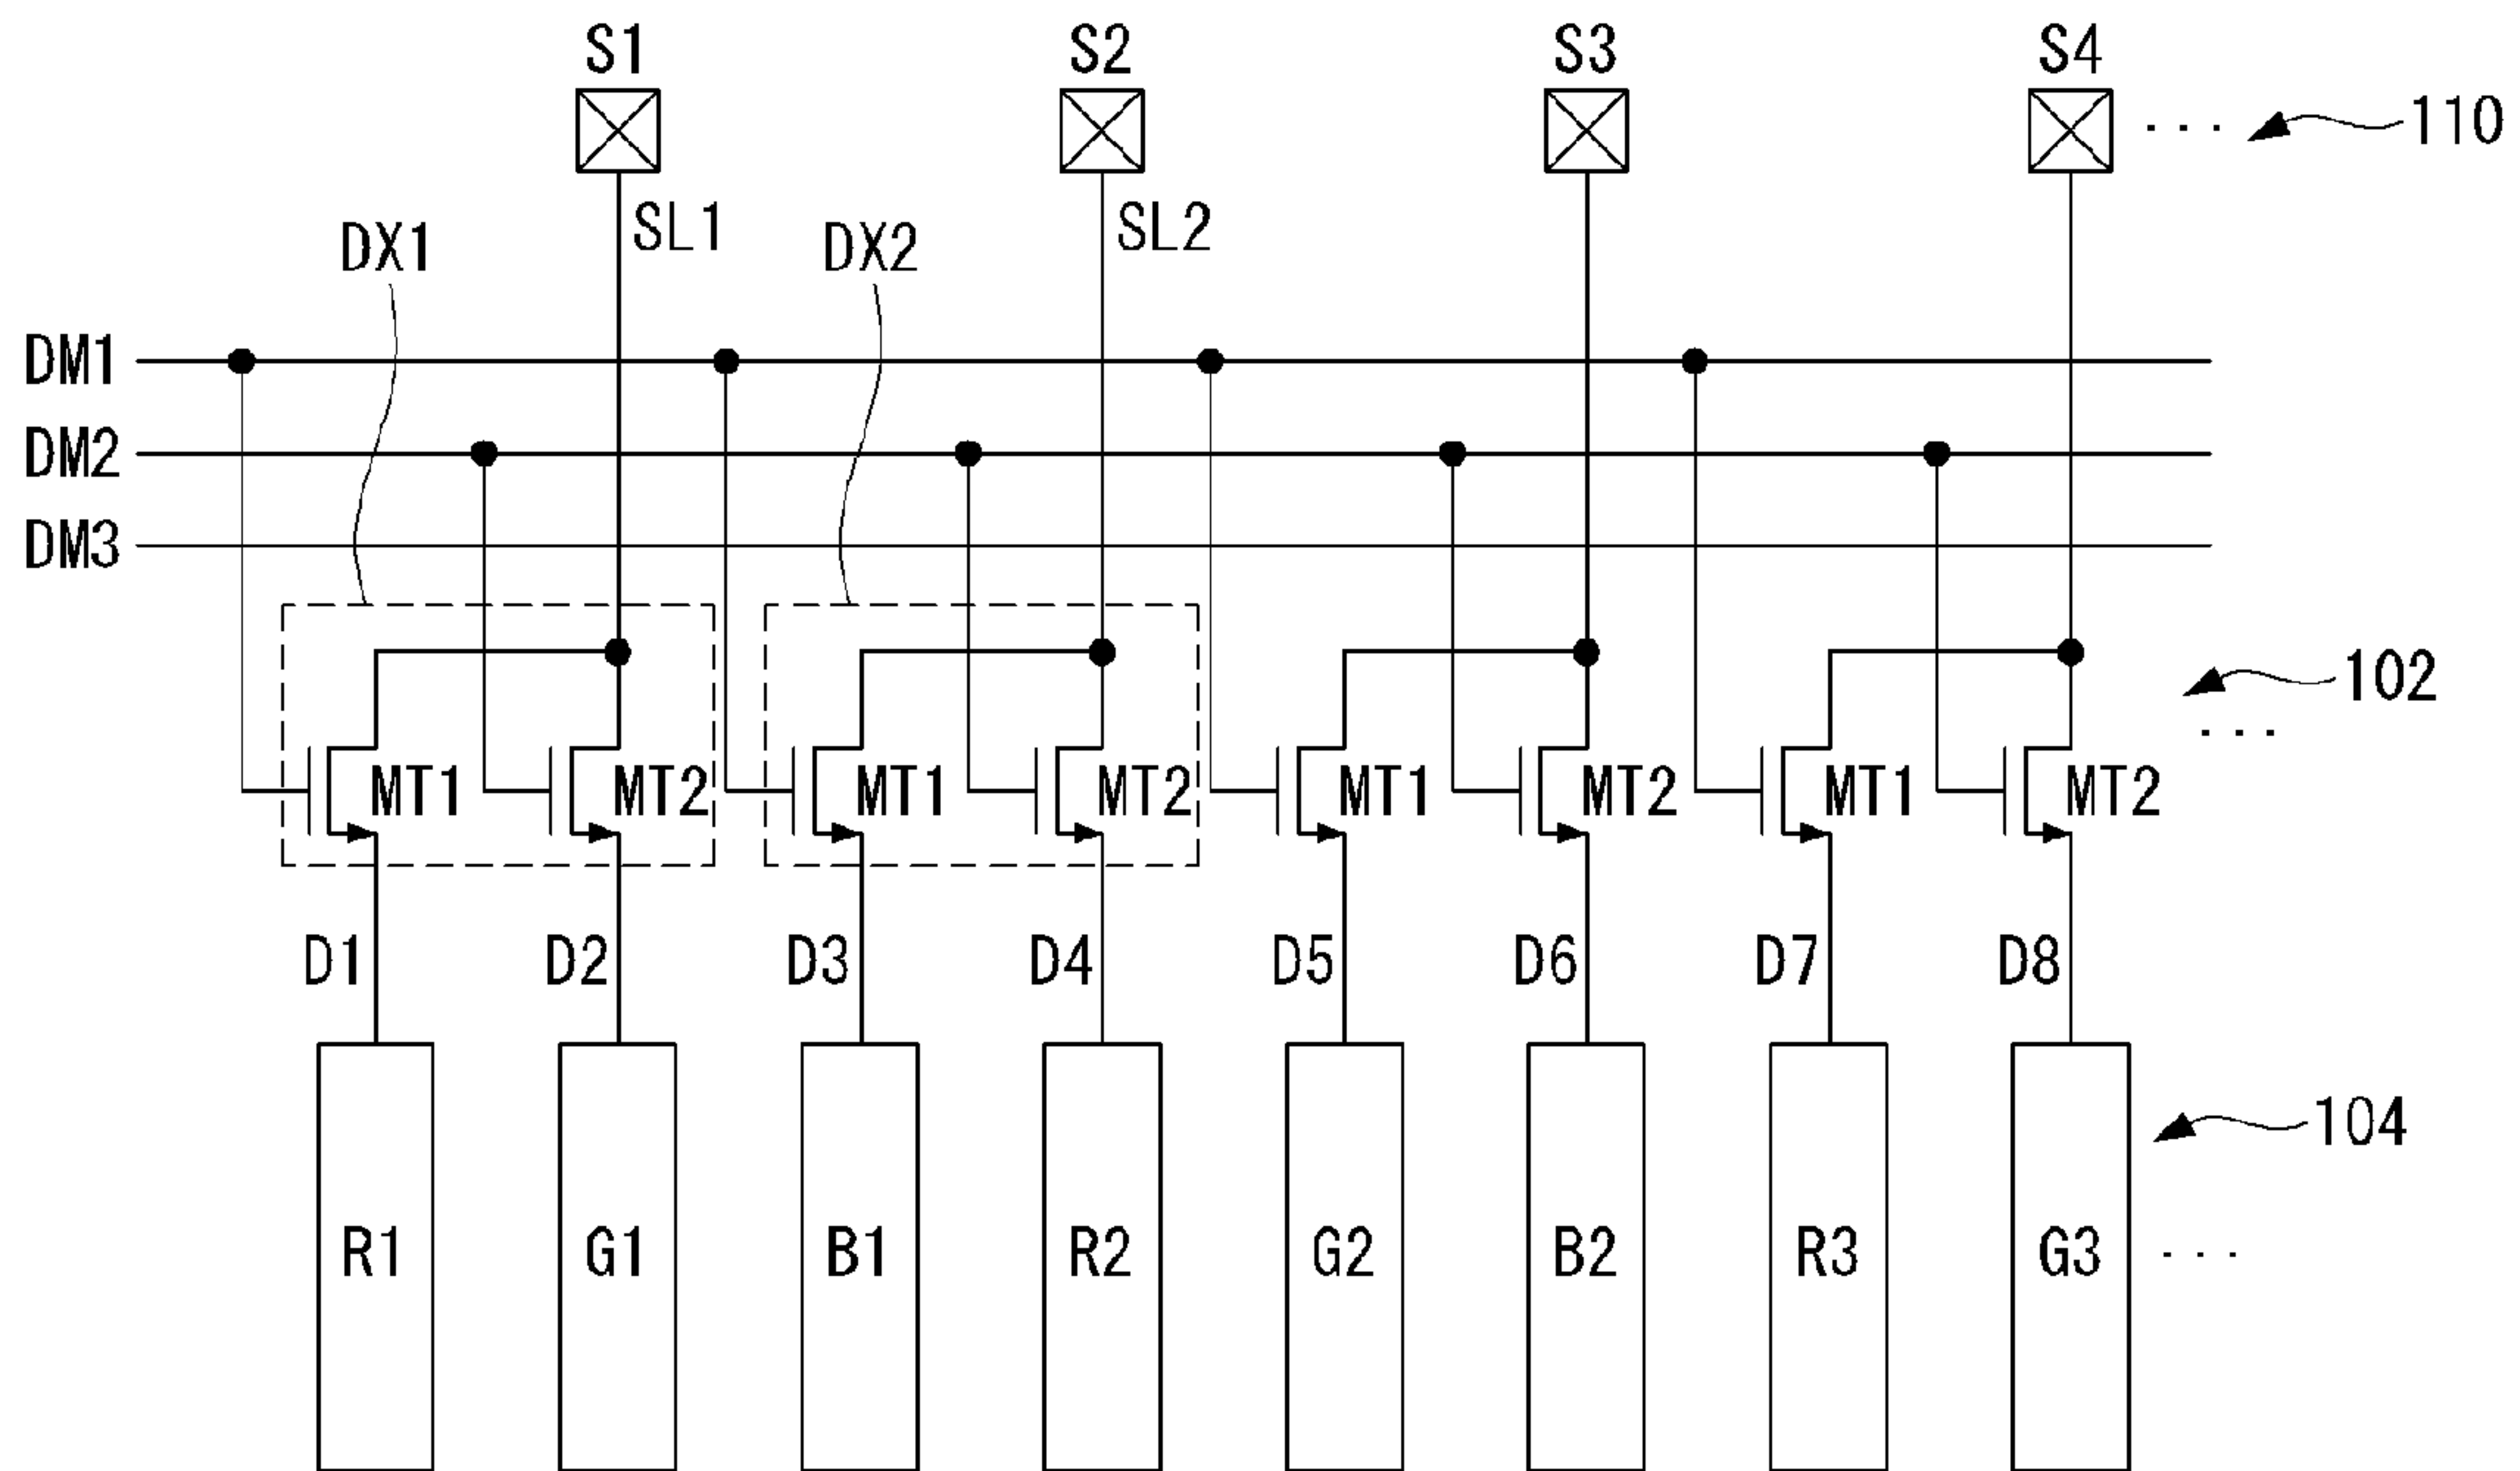 S1 S2 S3 S4
... 110
SL1 SL2
DX1 DX2
DM1
DM2
DM3
102
...
MT1 MT2 MT1 MT2 MT1 MT2 MT1 MT2
D1 D2 D3 D4 D5 D6 D7 D8
104
R1 G1 B1 R2 G2 B2 R3 G3 ...